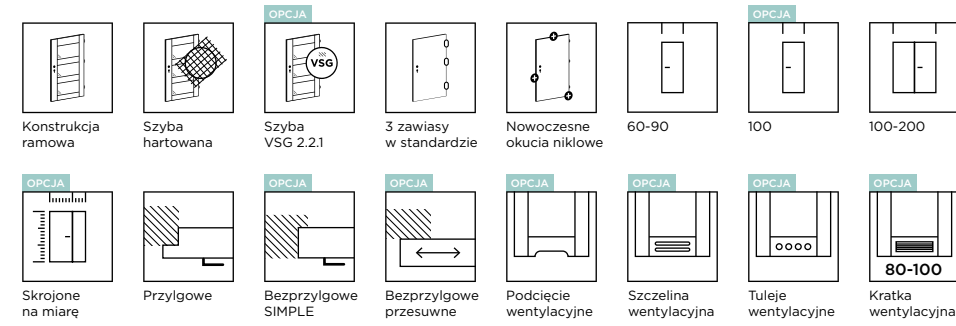 OPCJA OPCJA
VSG
Konstrukcja Szyba Szyba 3 zawiasy Nowoczesne 60-90 100 100-200
ramowa hartowana VSG 2.2.1 w standardzie okucia niklowe
OPCJA OPCJA OPCJA OPCJA OPCJA OPCJA OPCJA
80-100
Skrojone Przylgowe Bezprzylgowe Bezprzylgowe Podcięcie Szczelina Tuleje Kratka
na miarę SIMPLE przesuwne wentylacyjne wentylacyjna wentylacyjne wentylacyjna